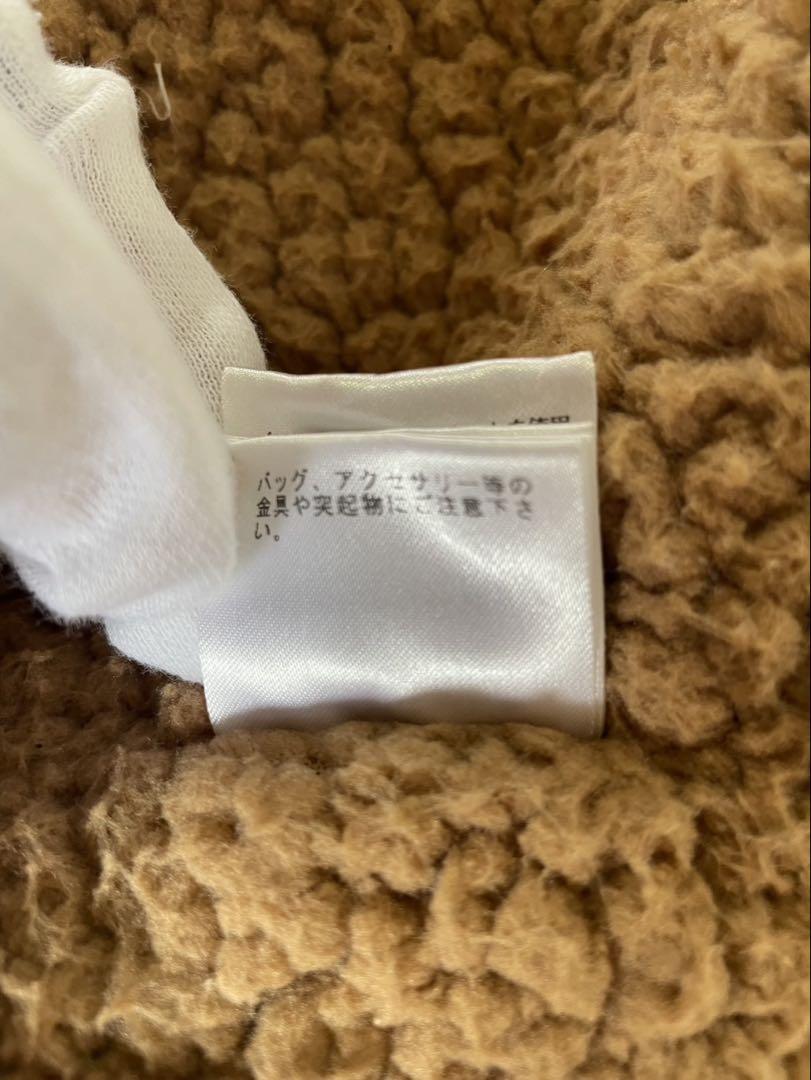 バッグ、アクセサリー等の
金具や突起物にご注意下さ
い。